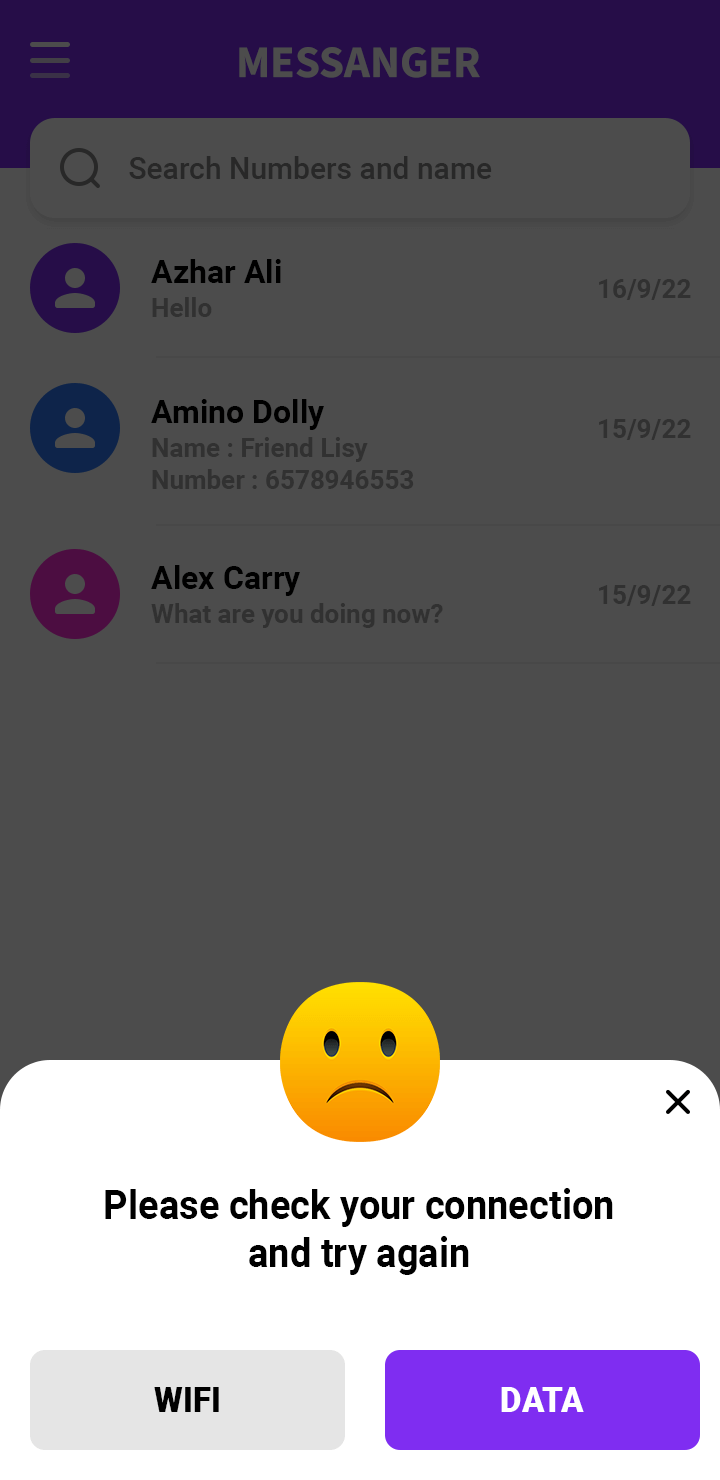 MESSANGER
Search Numbers and name
Azhar Ali
Hello
16/9/22
Amino Dolly
Name : Friend Lisy
Number : 6578946553
15/9/22
Alex Carry
What are you doing now?
15/9/22
Please check your connection
and try again
WIFI
DATA